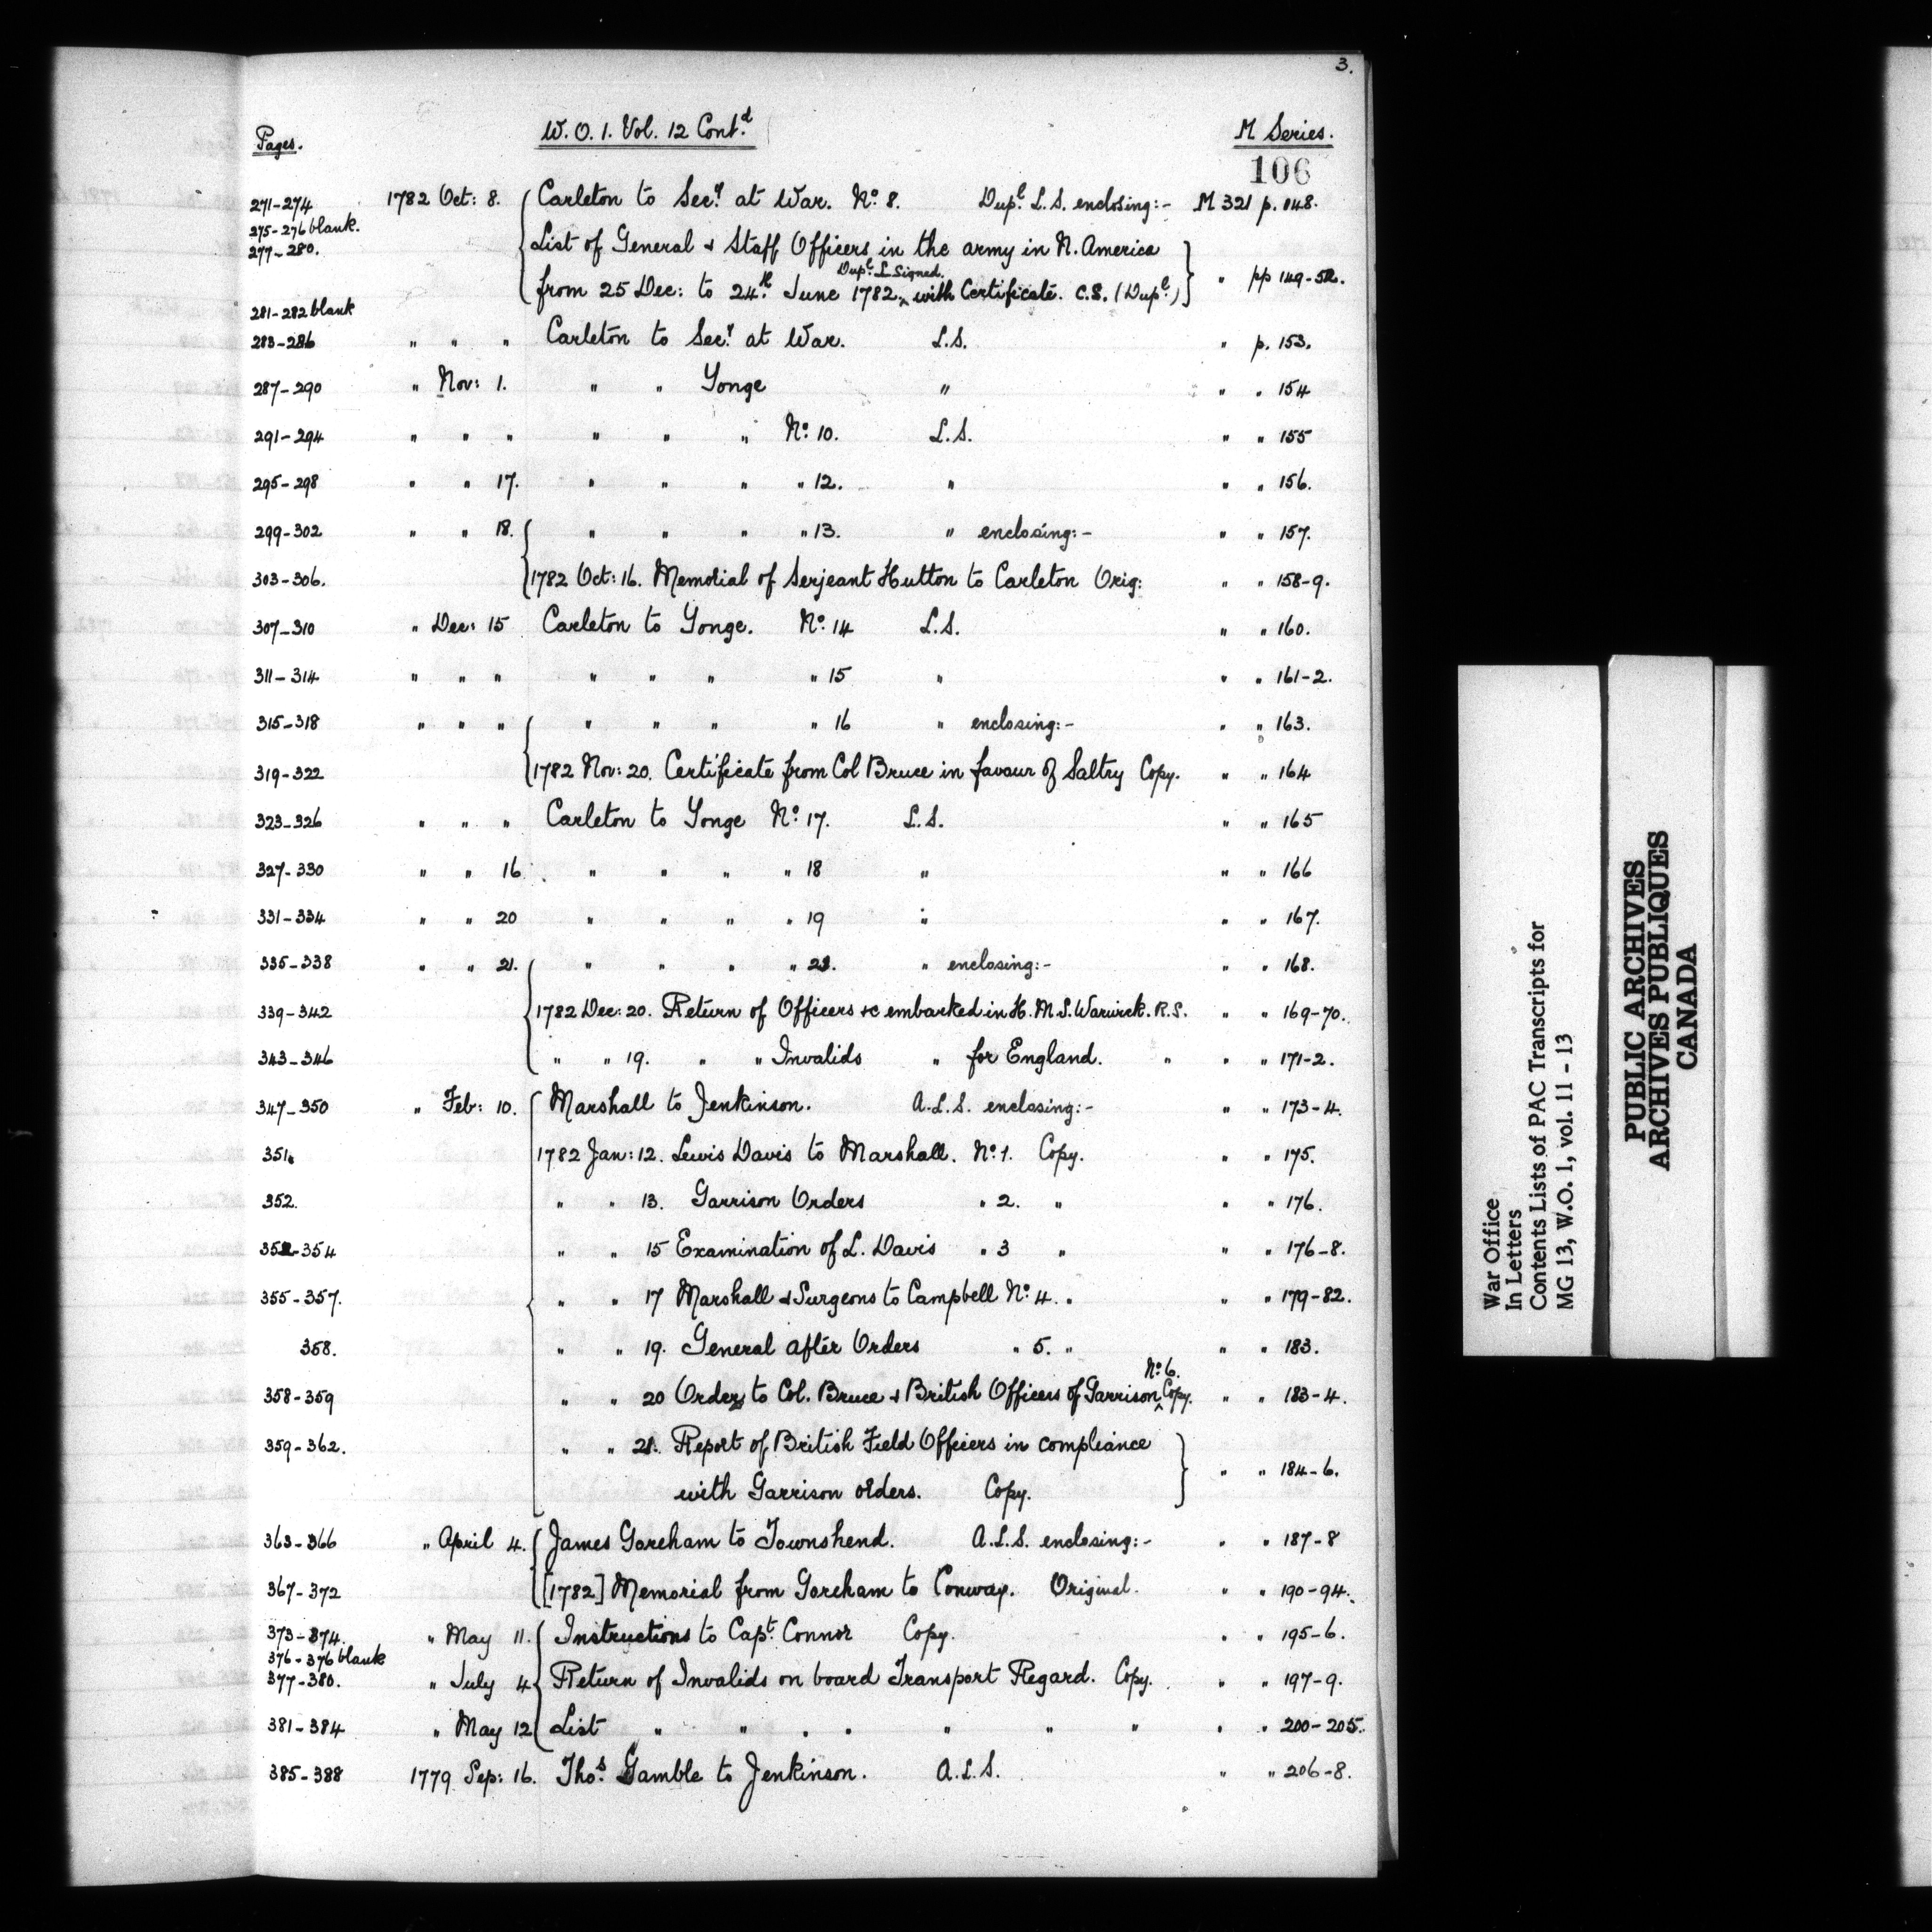 3.
Pages. W. O. 1. Vol. 12 Contd M Series.
106
271-274 1782 Oct: 8. Carleton to Secy at War. No 8. Dupl L.S. enclosing:- M 321 p. 148.
275-276 blank.
277-280. List of General & Staff Officers in the army in N. America
Dupl L. Signed.
from 25 Dec: to 24th June 1782 ‸ with Certificate. C.S. (Dupl) " pp 149-52.
281-282 blank
283-286 " " " Carleton to Secy at War. L.S. " p. 153.
287-290 " Nov: 1. " " Yonge " " " 154
291-294 " " " " " " No 10. L.S. " " 155
295-298 " " 17. " " " " 12. " " " 156.
299-302 " " 18. " " " " 13. " enclosing:- " " 157.
303-306. 1782 Oct: 16. Memorial of Serjeant Hutton to Carleton Orig: " " 158-9.
307-310 " Dec: 15 Carleton to Yonge. No 14 L.S. " " 160.
311-314 " " " " " " " 15 " " " 161-2.
315-318 " " " " " " " 16 " enclosing:- " " 163.
319-322 1782 Nov: 20. Certificate from Col Bruce in favour of Saltry Copy. " " 164
323-326 " " " Carleton to Yonge No 17. L.S. " " 165
327-330 " " 16 " " " " 18 " " " 166
331-334 " " 20 " " " " 19 " " " 167.
335-338 " " 21. " " " " 23. " enclosing:- " " 168.
339-342 1782 Dec: 20. Return of Officers &c embarked in H. M. S. Warwick. R.S. " " 169-70.
343-346 " " 19. " " Invalids " for England. " " " 171-2.
347-350 " Feb: 10. Marshall to Jenkinson. A.L.S. enclosing:- " " 173-4.
351. 1782 Jan: 12. Lewis Davis to Marshall. No 1. Copy. " " 175.
352. " " 13. Garrison Orders " 2. " " " 176.
352-354 " " 15 Examination of L. Davis " 3 " " " 176-8.
355-357. " " 17 Marshall & Surgeons to Campbell No 4. " " " 179-82.
358. " " 19. General after Orders " 5. " " " 183.
No 6.
358-359 " " 20 Orders to Col. Bruce & British Officers of Garrison ‸ Copy. " " 183-4.
359-362. " " 21. Report of British Field Officers in compliance
with Garrison orders. Copy. " " 184-6.
363-366 " April 4. James Goreham to Townshend. A.L.S. enclosing:- " " 187-8
367-372 [1782] Memorial from Goreham to Conway. Original. " " 190-94.
373-374. " May 11. Instructions to Capt. Connor Copy. " " 195-6.
376-376 blank
377-380. " July 4 Return of Invalids on board Transport Regard. Copy. " " 197-9.
381-384 " May 12 List " " " " " " " " " 200-205.
385-388 1779 Sep: 16. Thos. Gamble to Jenkinson. A.L.S. " " 206-8.
War Office
In Letters
Contents Lists of PAC Transcripts for
MG 13, W.O. 1, vol. 11 - 13
PUBLIC ARCHIVES
ARCHIVES PUBLIQUES
CANADA